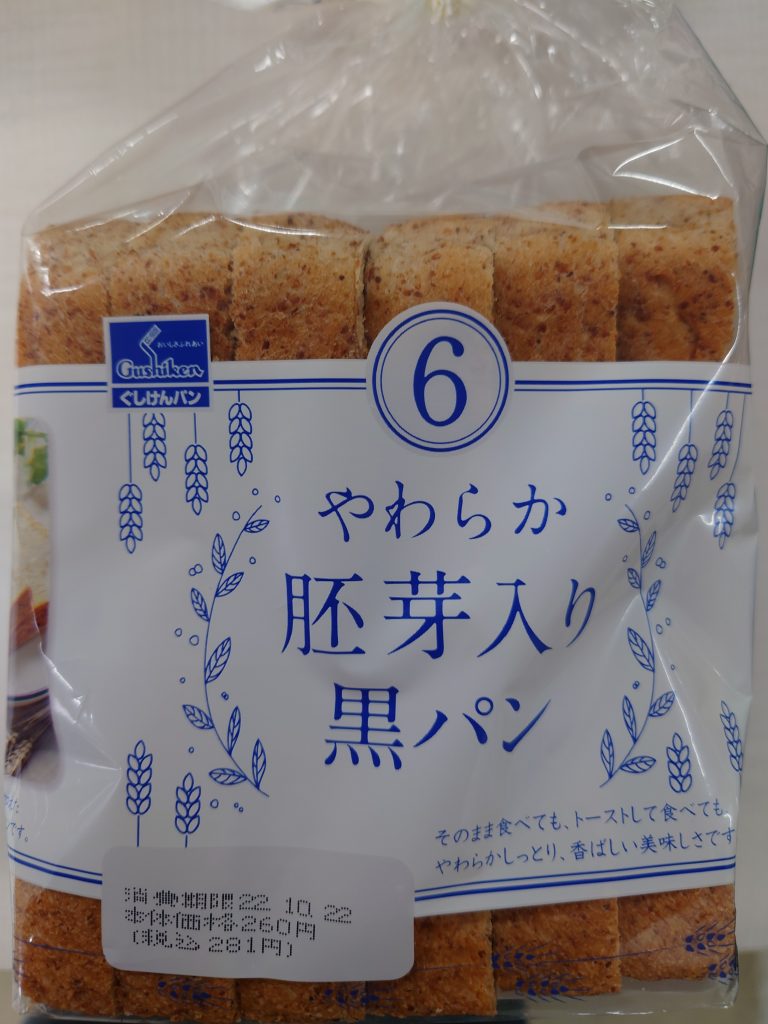 おいしさふれあい
Gushiken
ぐしけんパン
6
やわらか
胚芽入り
黒パン
そのまま食べても、トーストして食べても
やわらかしっとり、香ばしい美味しさです
です。
消費期限22.10.22
本体価格260円
(税込281円)